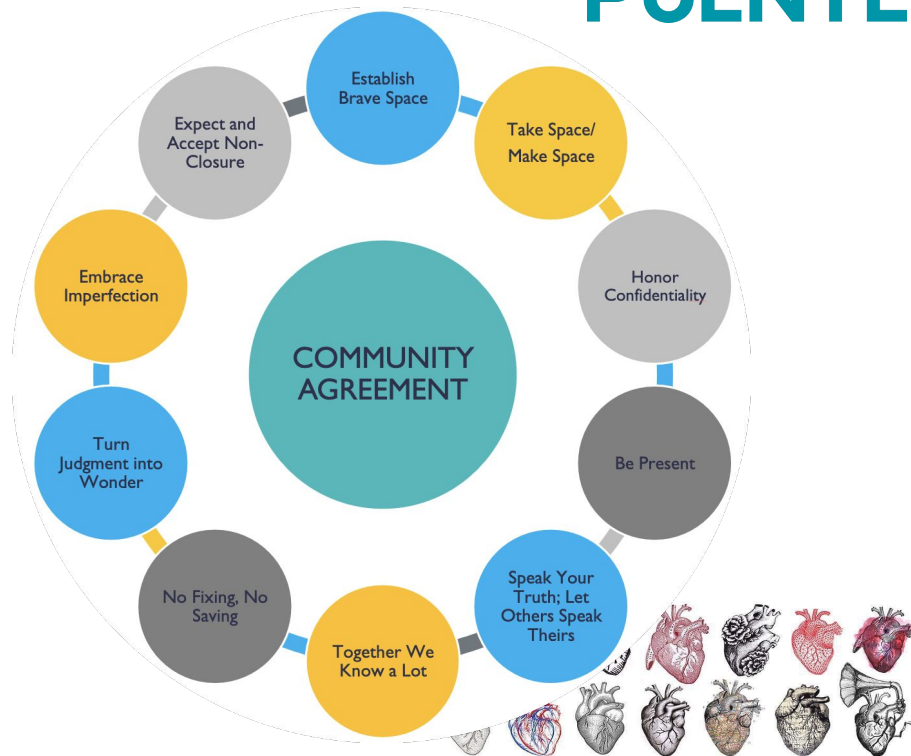 PUENTE
Establish
Brave Space
Take Space/
Make Space
Honor
Confidentiality
Be Present
Speak Your
Truth; Let
Others Speak
Theirs
Together We
Know a Lot
No Fixing, No
Saving
Turn
Judgment into
Wonder
Embrace
Imperfection
Expect and
Accept Non-
Closure
COMMUNITY
AGREEMENT